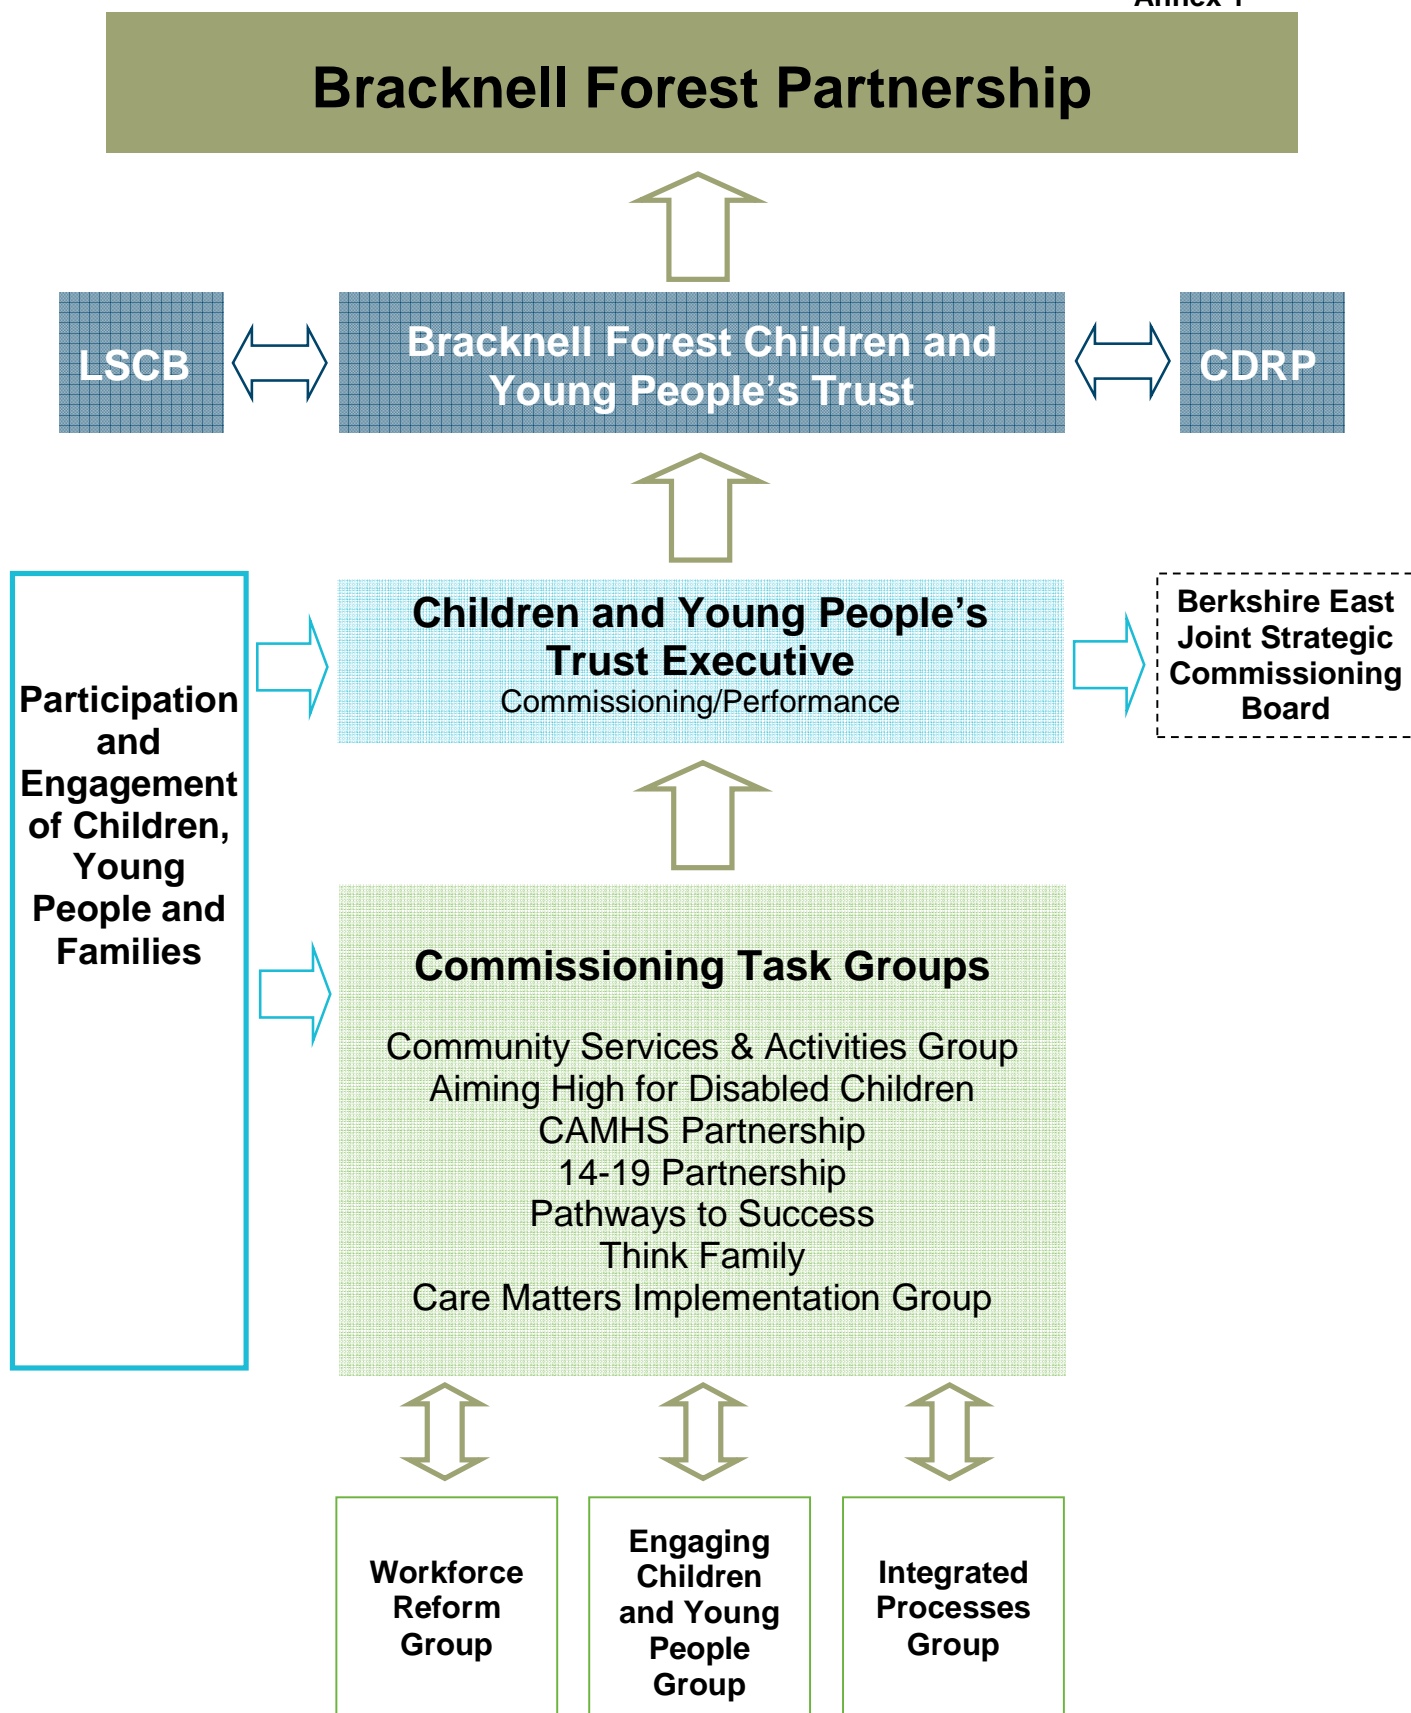 Annex 1
Bracknell Forest Partnership
LSCB
Bracknell Forest Children and
Young People’s Trust
CDRP
Participation
and
Engagement
of Children,
Young
People and
Families
Children and Young People’s
Trust Executive
Commissioning/Performance
Berkshire East
Joint Strategic
Commissioning
Board
Commissioning Task Groups
Community Services & Activities Group
Aiming High for Disabled Children
CAMHS Partnership
14-19 Partnership
Pathways to Success
Think Family
Care Matters Implementation Group
Workforce
Reform
Group
Engaging
Children
and Young
People
Group
Integrated
Processes
Group